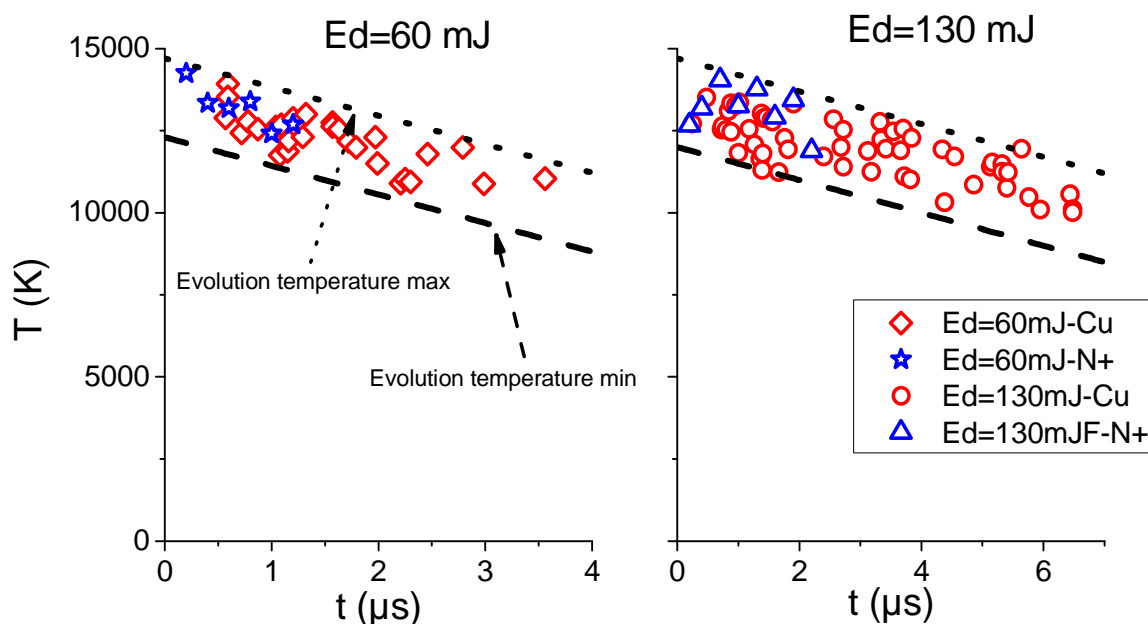 Ed=60 mJ
Ed=130 mJ
15000
10000
5000
0
T (K)
Evolution temperature max
Evolution temperature min
0 1 2 3 4
t (µs)
0 2 4 6
t (µs)
Ed=60mJ-Cu
Ed=60mJ-N+
Ed=130mJ-Cu
Ed=130mJF-N+